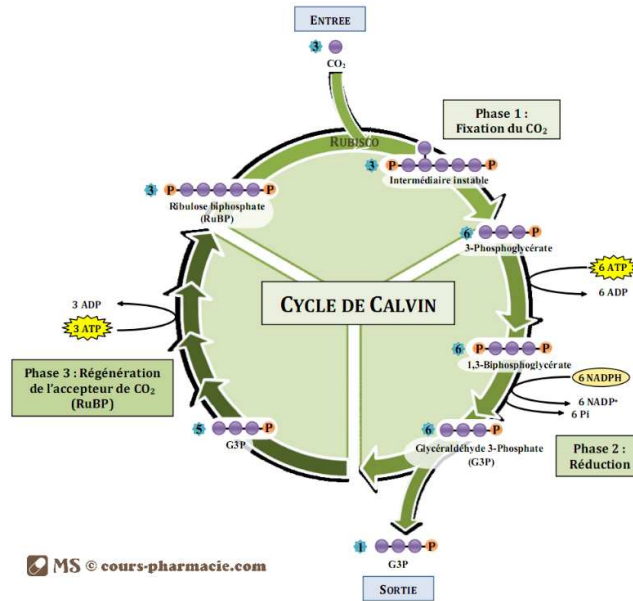 ENTREE
3
CO₂
Phase 1 :
Fixation du CO₂
RUBISCO
3 P P
Intermédiaire instable
3 P P
Ribulose biphosphate
(RuBP)
6 P
3-Phosphoglycérate
6 ATP
6 ADP
CYCLE DE CALVIN
3 ADP
3 ATP
6 P P
1,3-Biphosphoglycérate
Phase 3 : Régénération
de l'accepteur de CO₂
(RuBP)
6 NADPH
6 NADP⁺
6 Pi
5 P
G3P
6 P
Glycéraldéhyde 3-Phosphate
(G3P)
Phase 2 :
Réduction
1 P
G3P
MS © cours-pharmacie.com
SORTIE